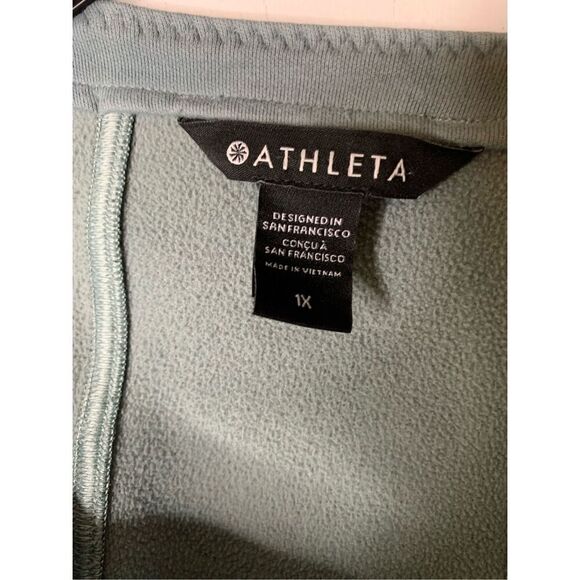 ATHLETA
DESIGNED IN
SAN FRANCISCO
CONÇU À
SAN FRANCISCO
MADE IN VIETNAM
1X